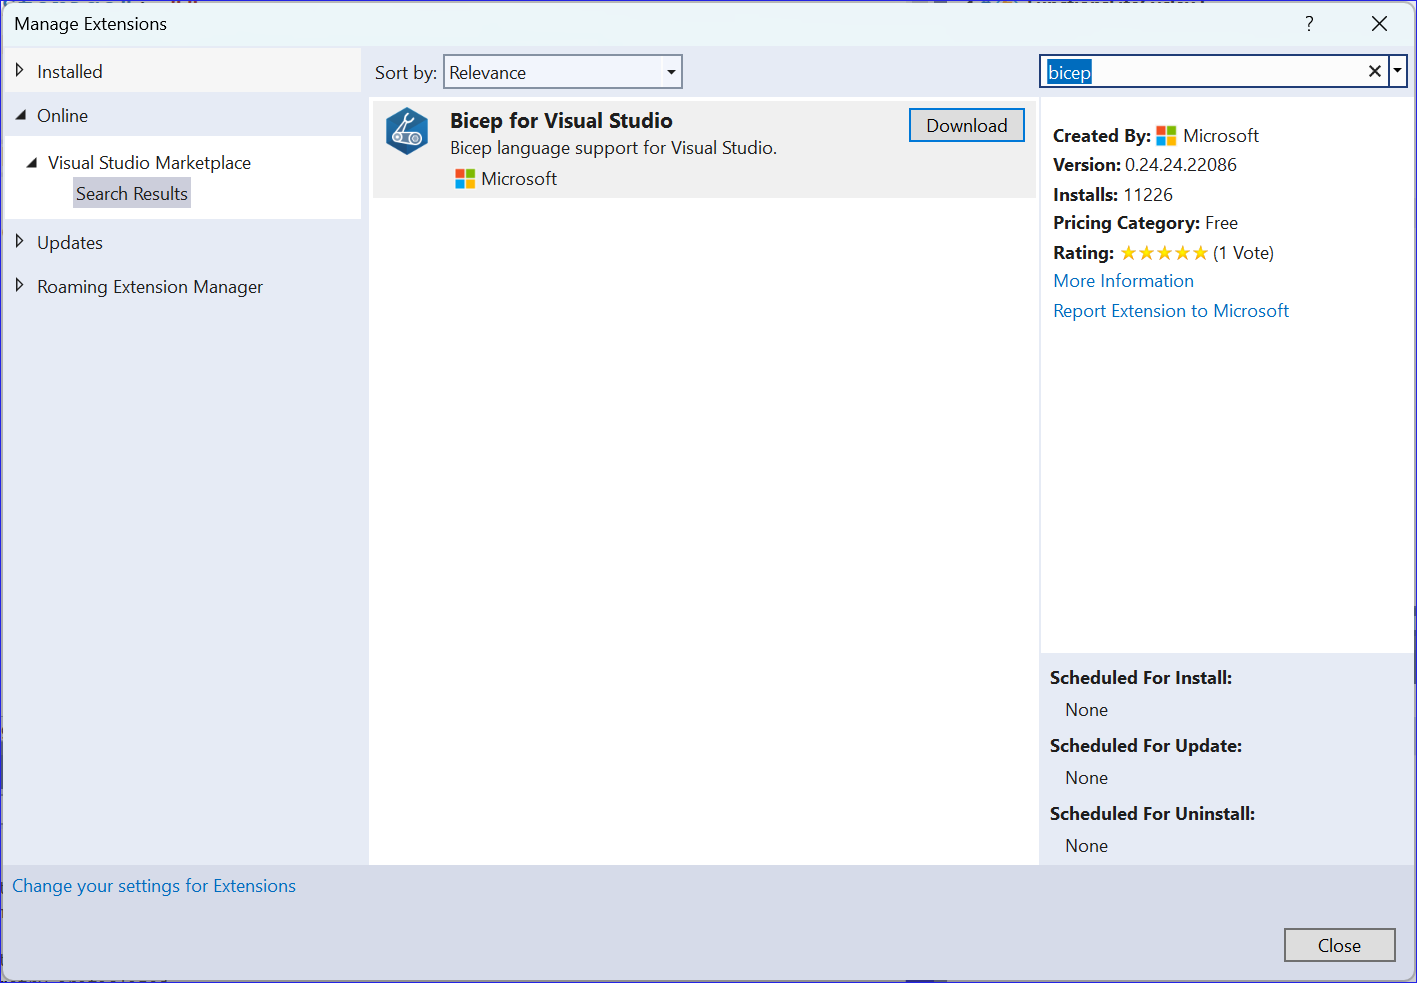 Manage Extensions
?
Installed
Online
Visual Studio Marketplace
Search Results
Updates
Roaming Extension Manager
Sort by: Relevance
Bicep for Visual Studio
Download
Bicep language support for Visual Studio.
Microsoft
bicep
Created By: Microsoft
Version: 0.24.24.22086
Installs: 11226
Pricing Category: Free
Rating: (1 Vote)
More Information
Report Extension to Microsoft
Scheduled For Install:
None
Scheduled For Update:
None
Scheduled For Uninstall:
None
Change your settings for Extensions
Close